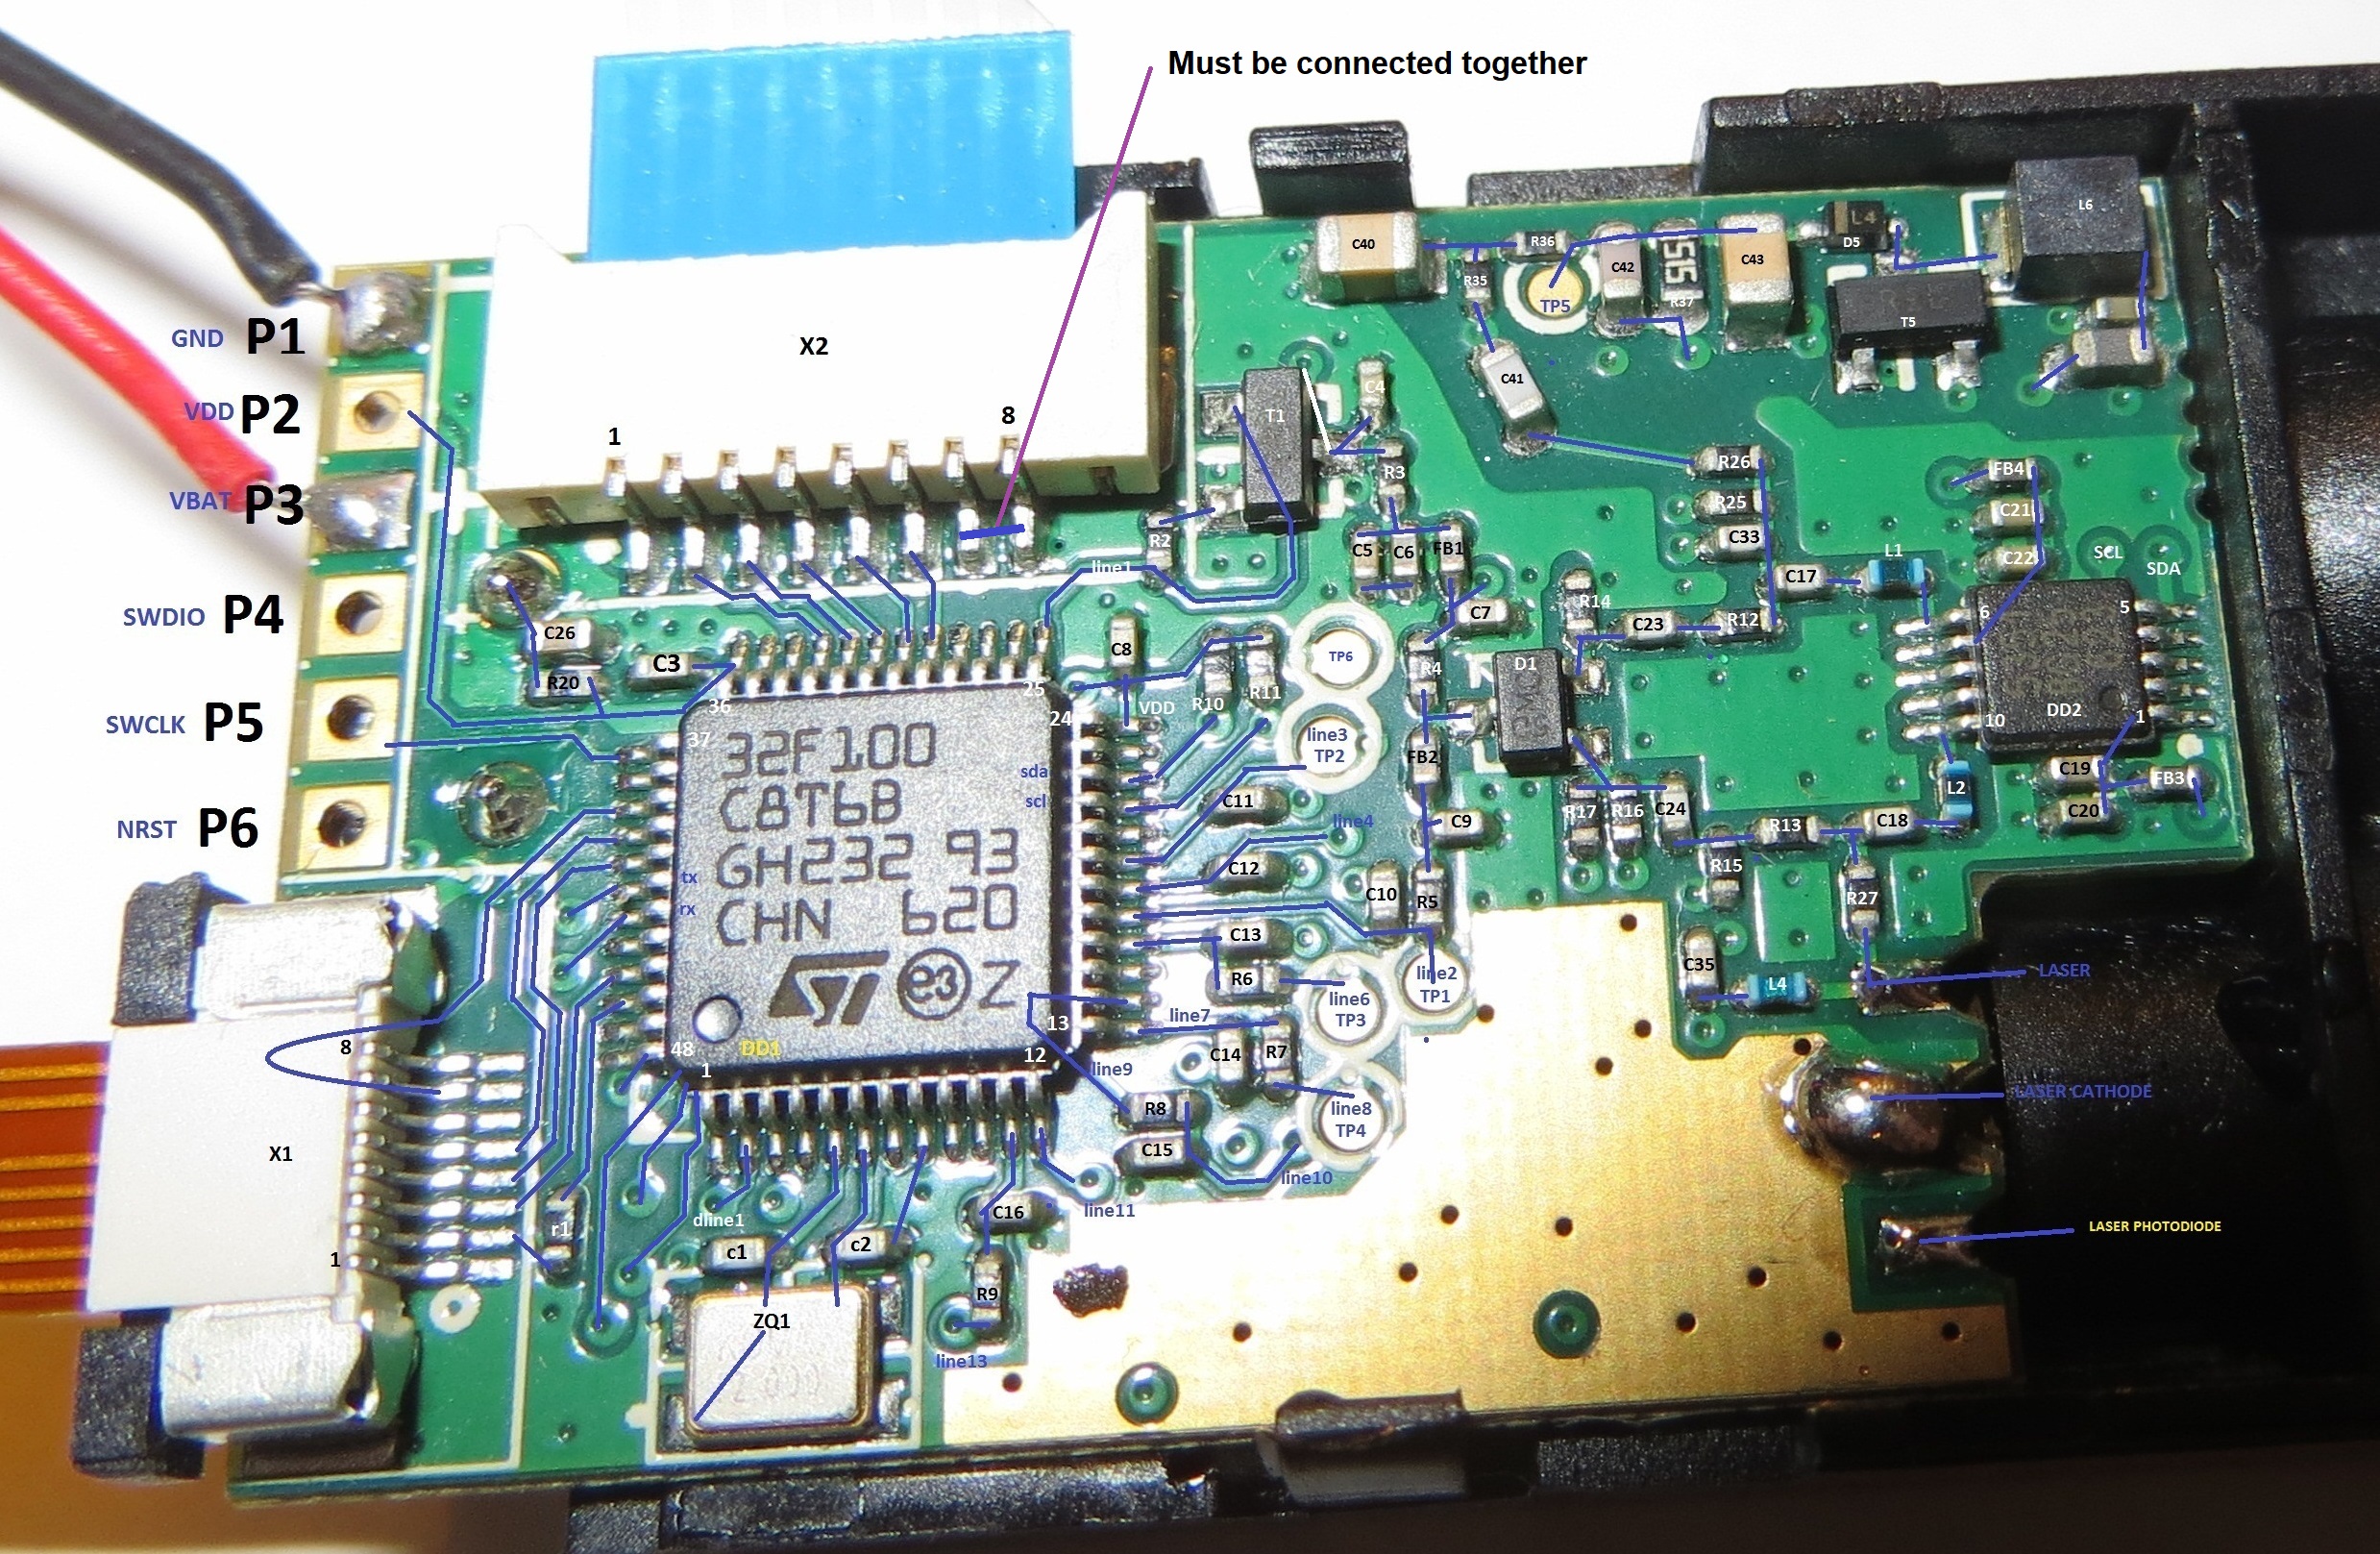 Must be connected together
GND P1
VDD P2
VBAT P3
SWDIO P4
SWCLK P5
NRST P6
X2
1
8
C40
R36
R35
TP5
C42
515
R37
C43
L4
D5
T5
L6
C41
T1
C4
R3
R2
line1
C5
C6
FB1
C7
R26
R25
C33
FB4
C21
C22
SCL
SDA
L1
C17
C26
R20
C3
C8
TP6
R14
C23
R12
6
5
10
1
DD2
36
25
24
37
VDD
R10
R11
R4
D1
line3
TP2
FB2
32F100
C8T6B
GH232 93
CHN 620
ST e3 Z
sda
scl
tx
rx
C11
line4
C12
C9
R17
R16
C24
C19
C20
FB3
L2
R13
C18
R15
R27
C10
R5
C13
R6
line2
TP1
line6
TP3
C35
L4
LASER
line7
13
48
DD1
1
12
line9
C14
R7
R8
C15
line8
TP4
LASER CATHODE
line10
line11
LASER PHOTODIODE
8
X1
1
r1
dline1
c1
c2
C16
R9
ZQ1
line13